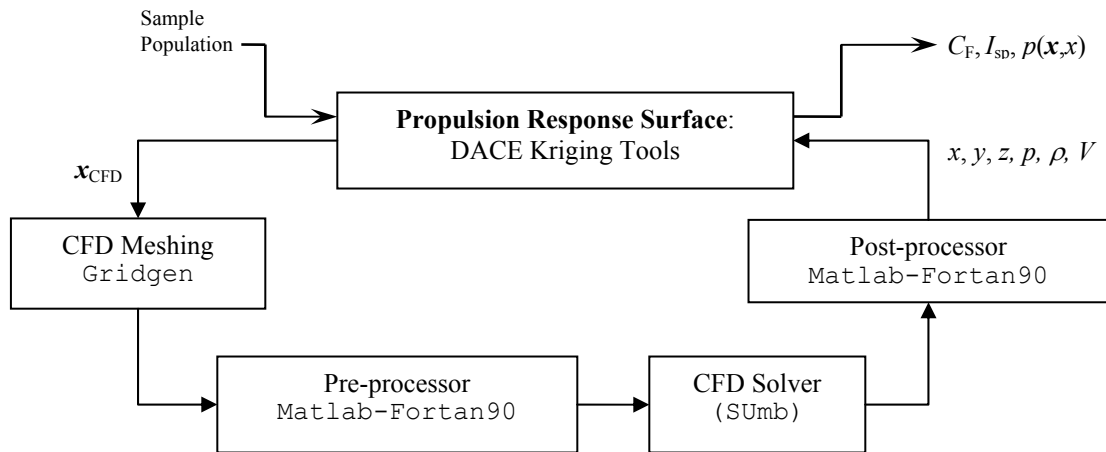 Sample
Population
C_F, I_sp, p(x,x)
Propulsion Response Surface:
DACE Kriging Tools
x, y, z, p, ρ, V
x_CFD
CFD Meshing
Gridgen
Post-processor
Matlab-Fortan90
Pre-processor
Matlab-Fortan90
CFD Solver
(SUmb)